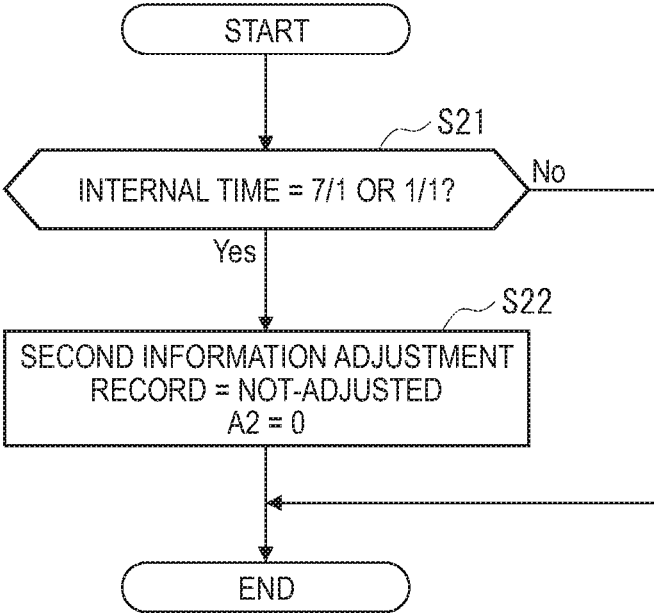 START
S21
INTERNAL TIME = 7/1 OR 1/1?
No
Yes
S22
SECOND INFORMATION ADJUSTMENT
RECORD = NOT-ADJUSTED
A2 = 0
END